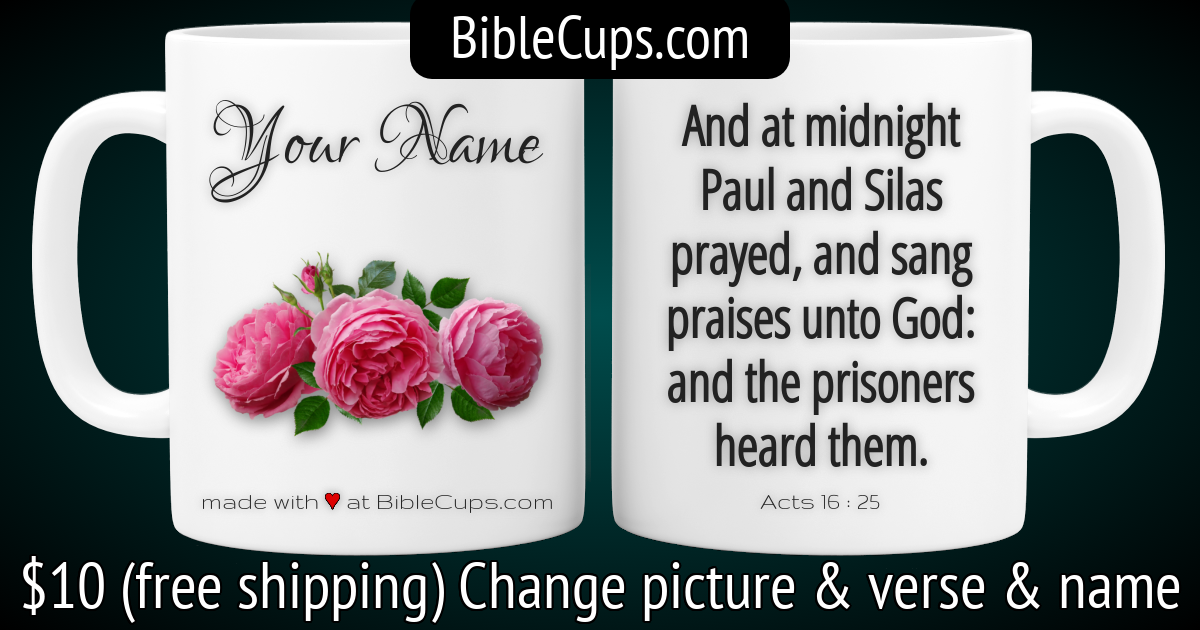 BibleCups.com
Your Name
made with ♥ at BibleCups.com
And at midnight
Paul and Silas
prayed, and sang
praises unto God:
and the prisoners
heard them.
Acts 16 : 25
$10 (free shipping) Change picture & verse & name